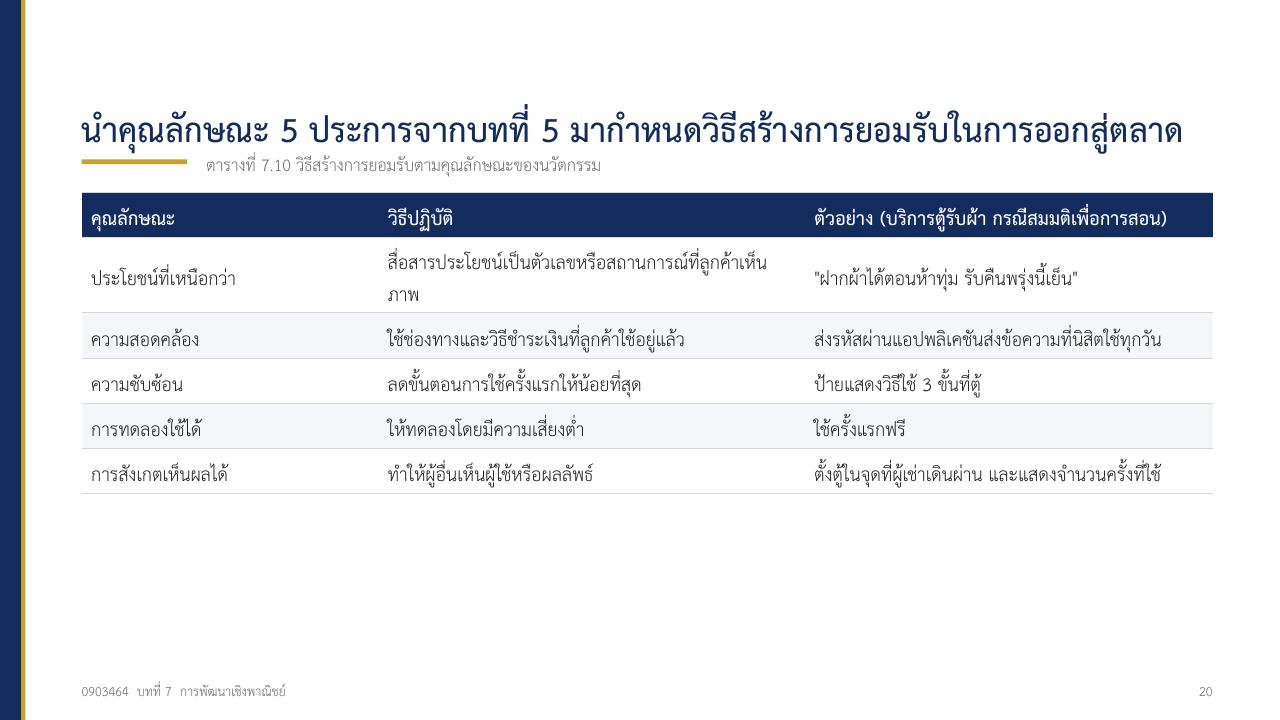 นำคุณลักษณะ 5 ประการจากบทที่ 5 มากำหนดวิธีสร้างการยอมรับในการออกสู่ตลาด
ตารางที่ 7.10 วิธีสร้างการยอมรับตามคุณลักษณะของนวัตกรรม
คุณลักษณะ วิธีปฏิบัติ ตัวอย่าง (บริการตู้รับผ้า กรณีสมมติเพื่อการสอน)
ประโยชน์ที่เหนือกว่า สื่อสารประโยชน์เป็นตัวเลขหรือสถานการณ์ที่ลูกค้าเห็น
ภาพ "ฝากผ้าได้ตอนห้าทุ่ม รับคืนพรุ่งนี้เย็น"
ความสอดคล้อง ใช้ช่องทางและวิธีชำระเงินที่ลูกค้าใช้อยู่แล้ว ส่งรหัสผ่านแอปพลิเคชันส่งข้อความที่นิสิตใช้ทุกวัน
ความซับซ้อน ลดขั้นตอนการใช้ครั้งแรกให้น้อยที่สุด ป้ายแสดงวิธีใช้ 3 ขั้นที่ตู้
การทดลองใช้ได้ ให้ทดลองโดยมีความเสี่ยงต่ำ ใช้ครั้งแรกฟรี
การสังเกตเห็นผลได้ ทำให้ผู้อื่นเห็นผู้ใช้หรือผลลัพธ์ ตั้งตู้ในจุดที่ผู้เช่าเดินผ่าน และแสดงจำนวนครั้งที่ใช้
0903464 บทที่ 7 การพัฒนาเชิงพาณิชย์ 20